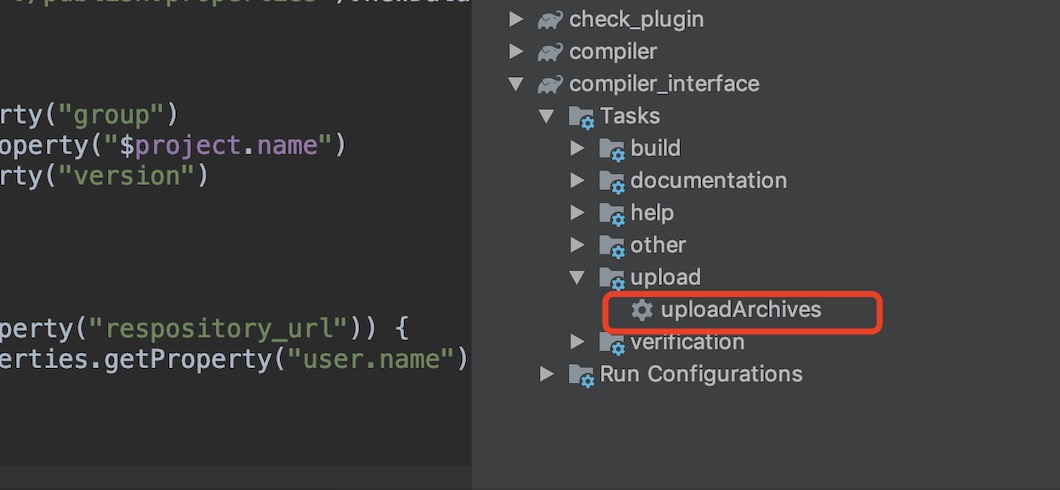 check_plugin
compiler
compiler_interface
Tasks
build
documentation
help
other
upload
uploadArchives
verification
Run Configurations
rty("group")
operty("$project.name")
rty("version")
perty("respository_url")) {
erties.getProperty("user.name")